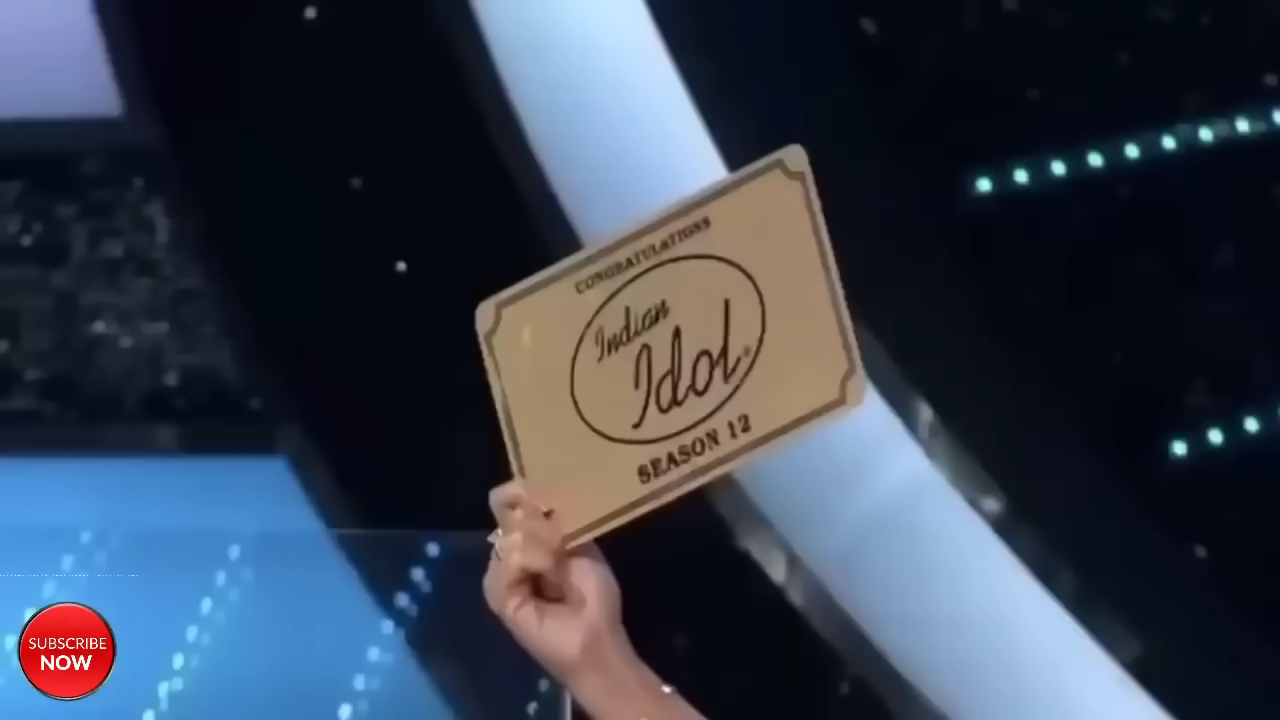 CONGRATULATIONS
Indian
Idol
SEASON 12
SUBSCRIBE
NOW